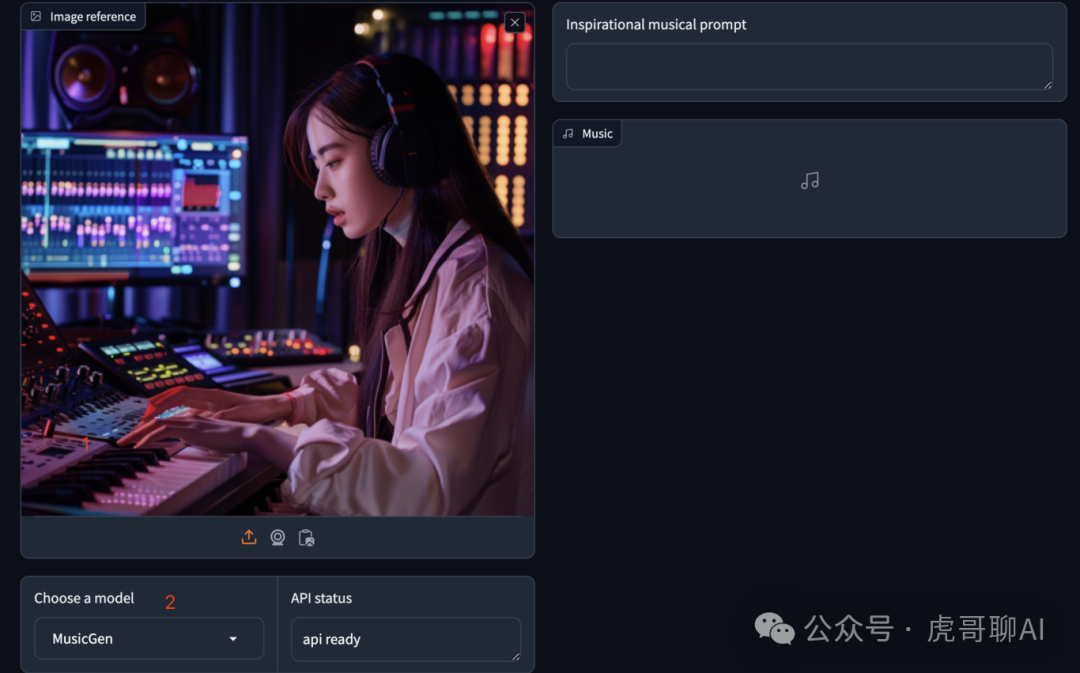 Image reference
1
Choose a model
2
MusicGen
API status
api ready
Inspirational musical prompt
Music
公众号 · 虎哥聊AI